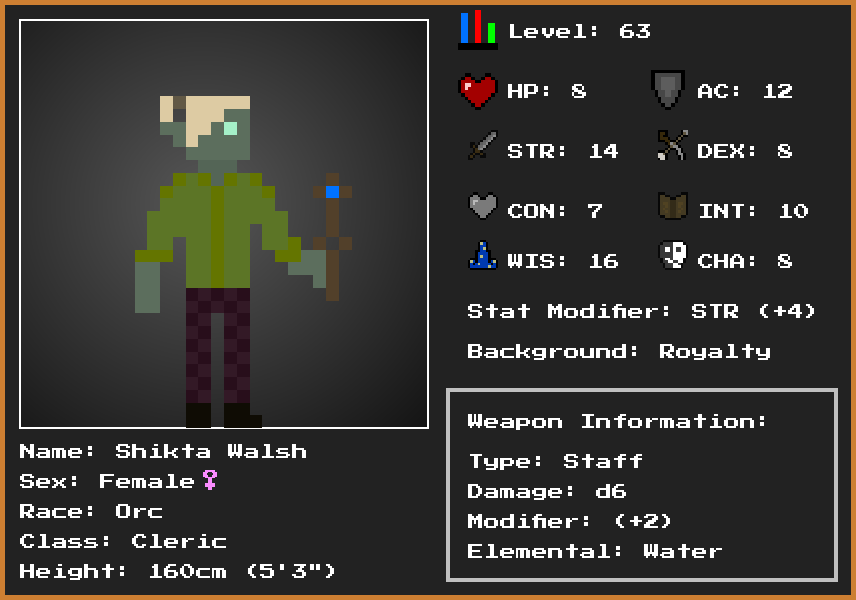 Level: 63
HP: 8
AC: 12
STR: 14
DEX: 8
CON: 7
INT: 10
WIS: 16
CHA: 8
Stat Modifier: STR (+4)
Background: Royalty
Weapon Information:
Type: Staff
Damage: d6
Modifier: (+2)
Elemental: Water
Name: Shikta Walsh
Sex: Female♀
Race: Orc
Class: Cleric
Height: 160cm (5'3")